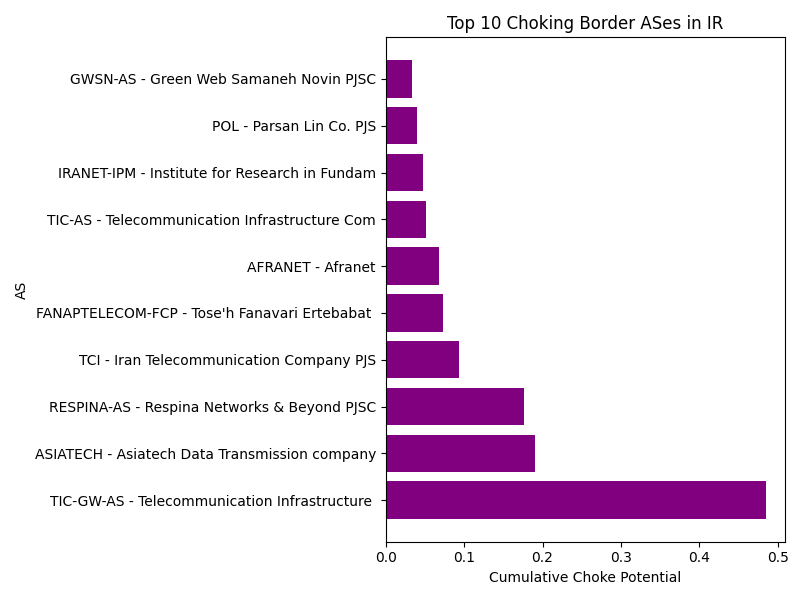 Top 10 Choking Border ASes in IR
GWSN-AS - Green Web Samaneh Novin PJSC
POL - Parsan Lin Co. PJS
IRANET-IPM - Institute for Research in Fundam
TIC-AS - Telecommunication Infrastructure Com
AFRANET - Afranet
FANAPTELECOM-FCP - Tose'h Fanavari Ertebabat
TCI - Iran Telecommunication Company PJS
RESPINA-AS - Respina Networks & Beyond PJSC
ASIATECH - Asiatech Data Transmission company
TIC-GW-AS - Telecommunication Infrastructure
AS
0.0 0.1 0.2 0.3 0.4 0.5
Cumulative Choke Potential